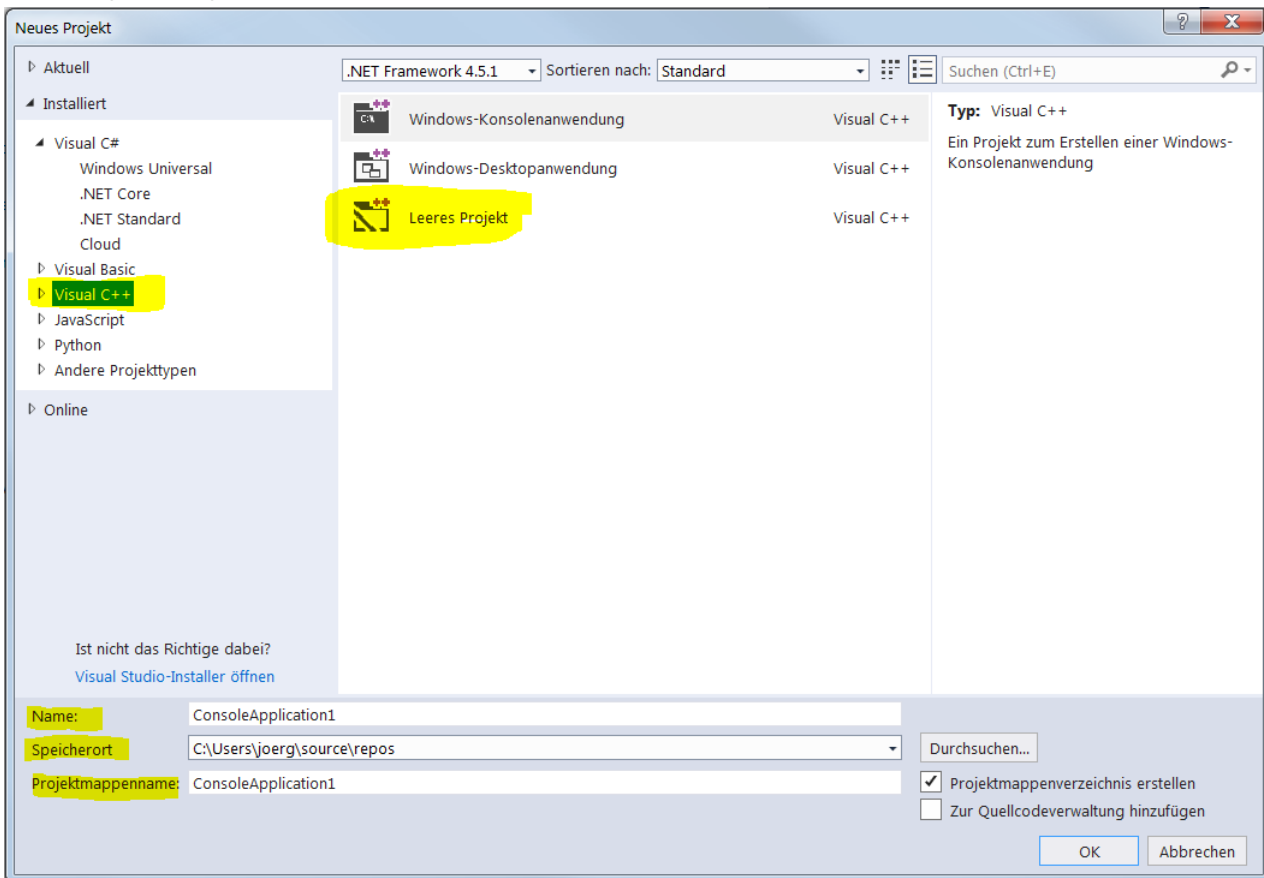 Neues Projekt
Aktuell
.NET Framework 4.5.1 Sortieren nach: Standard
Suchen (Ctrl+E)
Installiert
Visual C#
Windows Universal
.NET Core
.NET Standard
Cloud
Visual Basic
Visual C++
JavaScript
Python
Andere Projekttypen
Online
Ist nicht das Richtige dabei?
Visual Studio-Installer öffnen
C:\
Windows-Konsolenanwendung Visual C++
Windows-Desktopanwendung Visual C++
Leeres Projekt Visual C++
Typ: Visual C++
Ein Projekt zum Erstellen einer Windows-
Konsolenanwendung
Name: ConsoleApplication1
Speicherort C:\Users\joerg\source\repos Durchsuchen...
Projektmappenname: ConsoleApplication1
Projektmappenverzeichnis erstellen
Zur Quellcodeverwaltung hinzufügen
OK Abbrechen